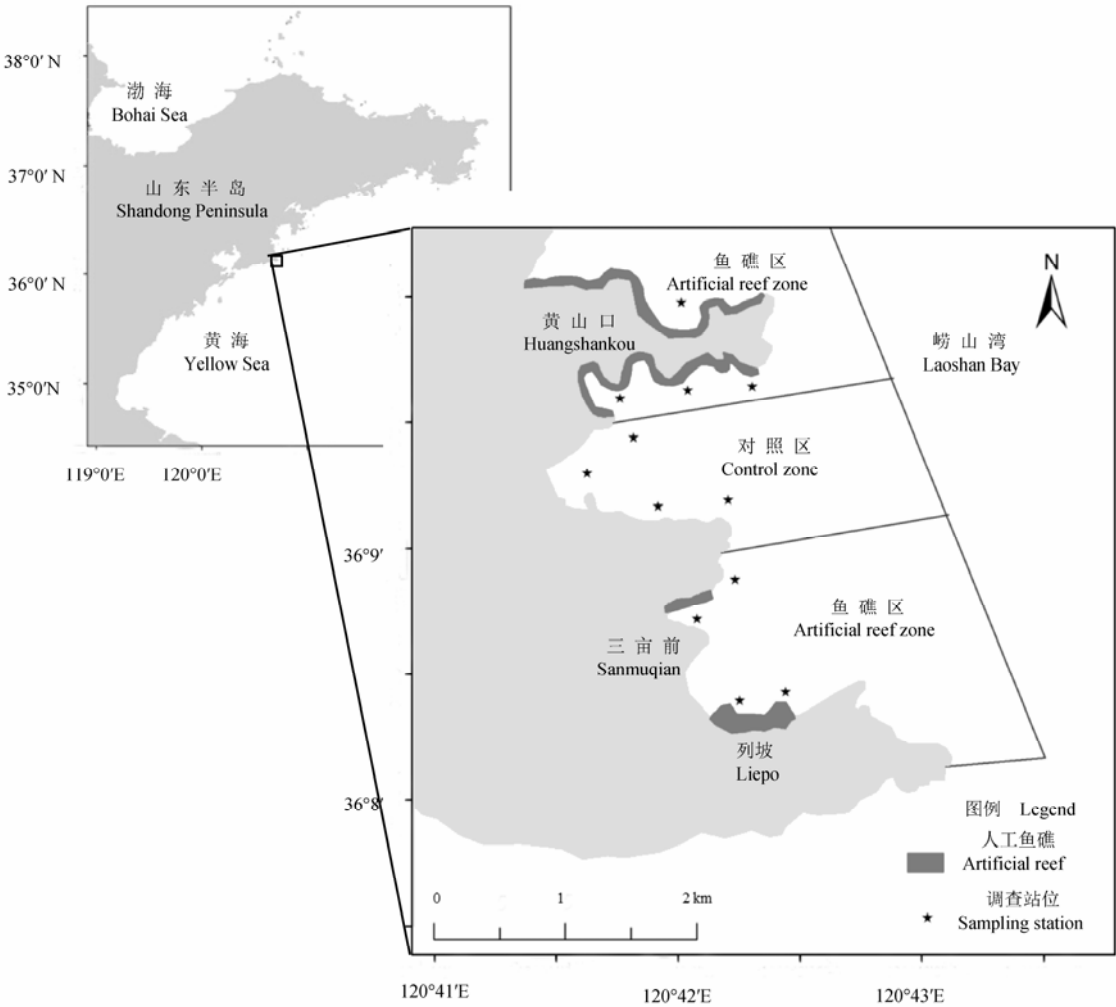 38°0′ N
渤 海
Bohai Sea
37°0′ N
山 东 半 岛
Shandong Peninsula
36°0′ N
黄 海
Yellow Sea
35°0′N
119°0′E
120°0′E
鱼 礁 区
Artificial reef zone
N
黄 山 口
Huangshankou
崂 山 湾
Laoshan Bay
对 照 区
Control zone
36°9′
鱼 礁 区
Artificial reef zone
三 亩 前
Sanmuqian
列坡
Liepo
36°8′
图例 Legend
人工鱼礁
Artificial reef
调查站位
Sampling station
0 1 2 km
120°41′E
120°42′E
120°43′E